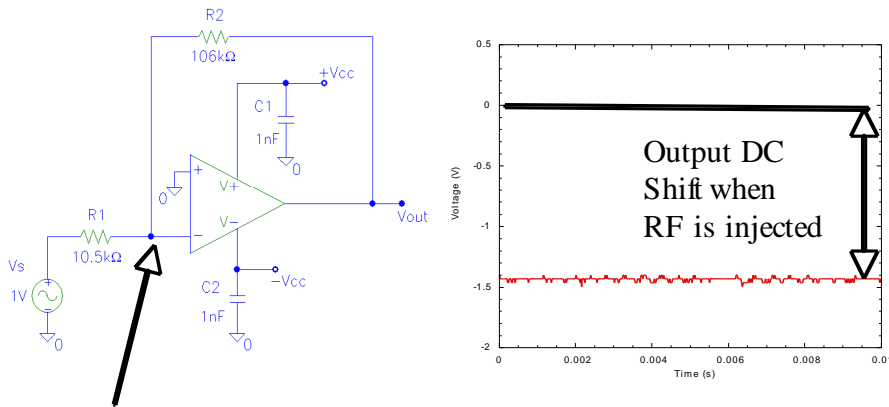 R2
106kΩ
+Vcc
C1
1nF
0
+
V+
0
V−
−
Vout
R1
10.5kΩ
Vs
+
1V
−
0
−Vcc
C2
1nF
0
0.5
0
-0.5
-1
-1.5
-2
Voltage (V)
Output DC
Shift when
RF is injected
0
0.002
0.004
0.006
0.008
0.01
Time (s)